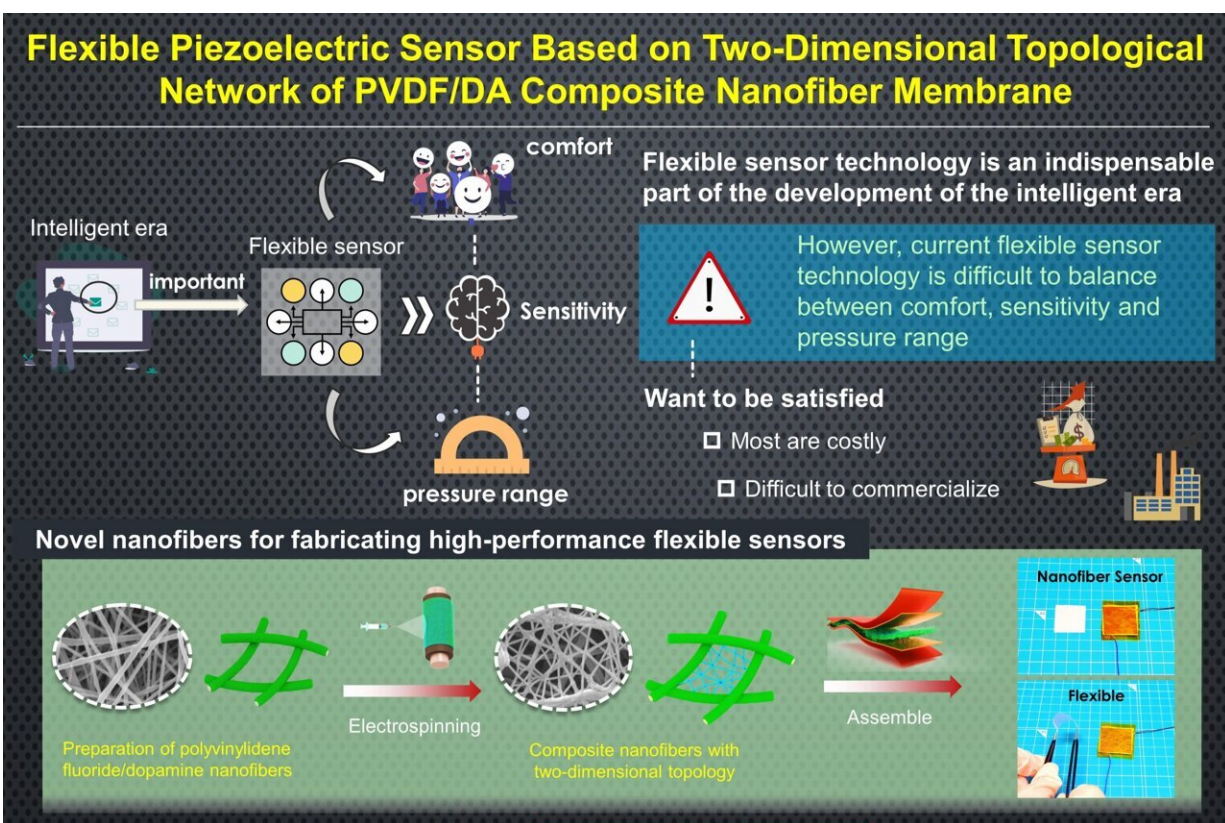 Flexible Piezoelectric Sensor Based on Two-Dimensional Topological
Network of PVDF/DA Composite Nanofiber Membrane
comfort
Intelligent era
important
Flexible sensor
Sensitivity
pressure range
Flexible sensor technology is an indispensable
part of the development of the intelligent era
!
However, current flexible sensor
technology is difficult to balance
between comfort, sensitivity and
pressure range
Want to be satisfied
Most are costly
$
Difficult to commercialize
Novel nanofibers for fabricating high-performance flexible sensors
Preparation of polyvinylidene
fluoride/dopamine nanofibers
Electrospinning
Composite nanofibers with
two-dimensional topology
Assemble
Nanofiber Sensor
Flexible